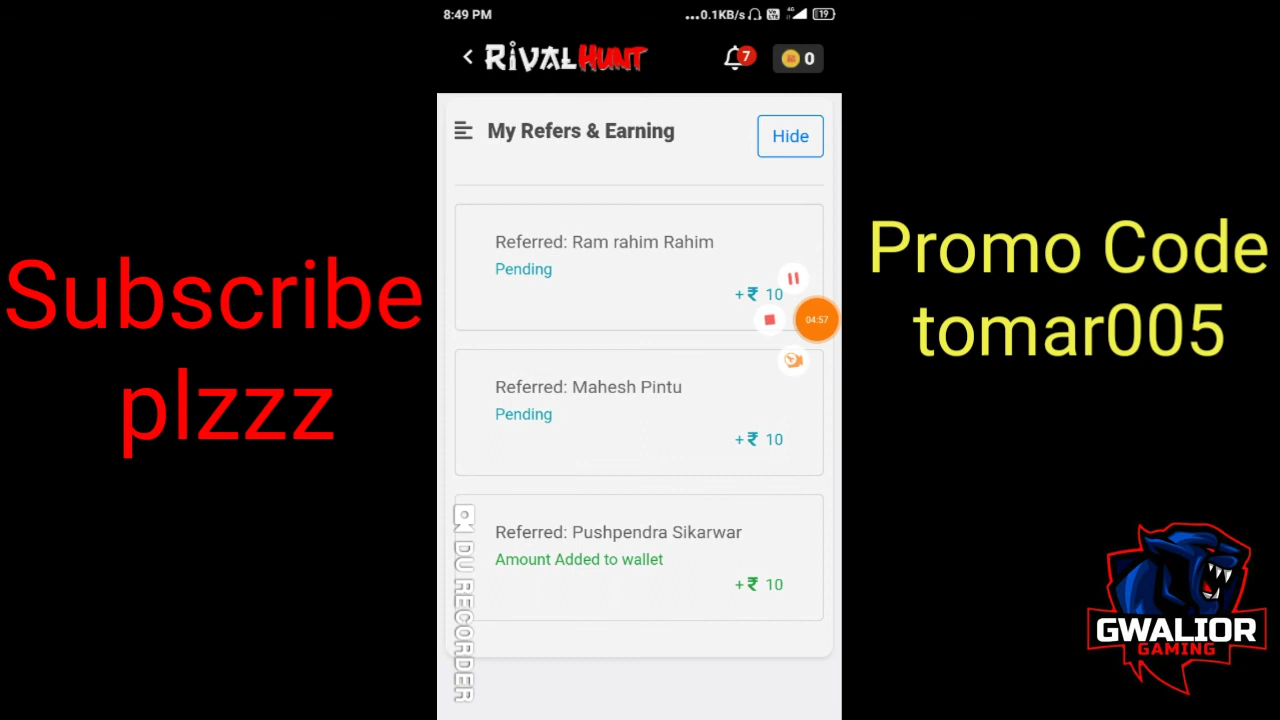 8:49 PM
...0.1KB/s
4G
19
RiVALHUNT
7
0
My Refers & Earning
Hide
Referred: Ram rahim Rahim
Pending
+ ₹ 10
04:57
Referred: Mahesh Pintu
Pending
+ ₹ 10
Referred: Pushpendra Sikarwar
Amount Added to wallet
+ ₹ 10
DU RECORDER
Subscribe
plzzz
Promo Code
tomar005
GWALIOR
GAMING